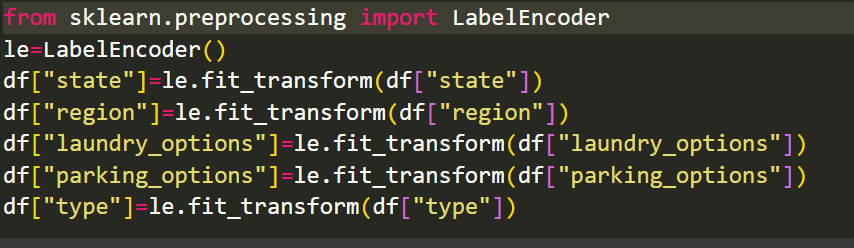 from sklearn.preprocessing import LabelEncoder
le=LabelEncoder()
df["state"]=le.fit_transform(df["state"])
df["region"]=le.fit_transform(df["region"])
df["laundry_options"]=le.fit_transform(df["laundry_options"])
df["parking_options"]=le.fit_transform(df["parking_options"])
df["type"]=le.fit_transform(df["type"])